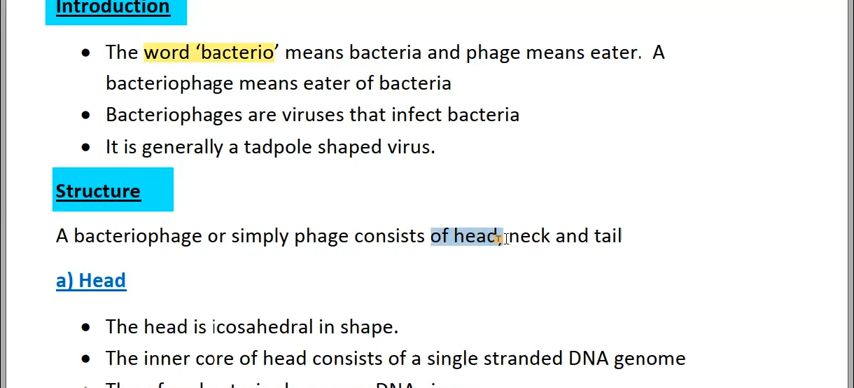 Introduction
• The word ‘bacterio’ means bacteria and phage means eater. A
bacteriophage means eater of bacteria
• Bacteriophages are viruses that infect bacteria
• It is generally a tadpole shaped virus.
Structure
A bacteriophage or simply phage consists of head, neck and tail
a) Head
• The head is icosahedral in shape.
• The inner core of head consists of a single stranded DNA genome